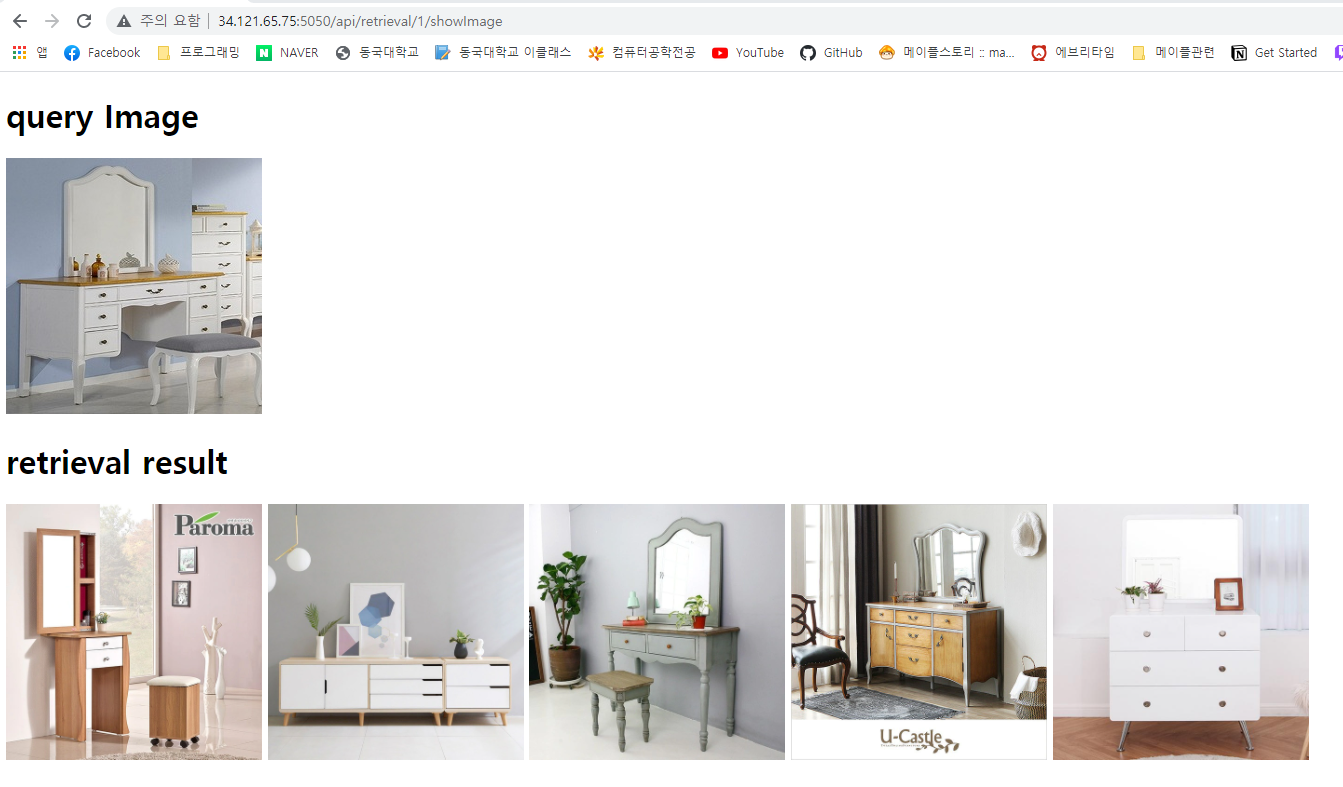 주의 요함 34.121.65.75:5050/api/retrieval/1/showImage
앱 Facebook 프로그래밍 NAVER 동국대학교 동국대학교 이클래스 컴퓨터공학전공 YouTube GitHub 메이플스토리 :: ma... 에브리타임 메이플관련 Get Started
query Image
retrieval result
Paroma
U-Castle